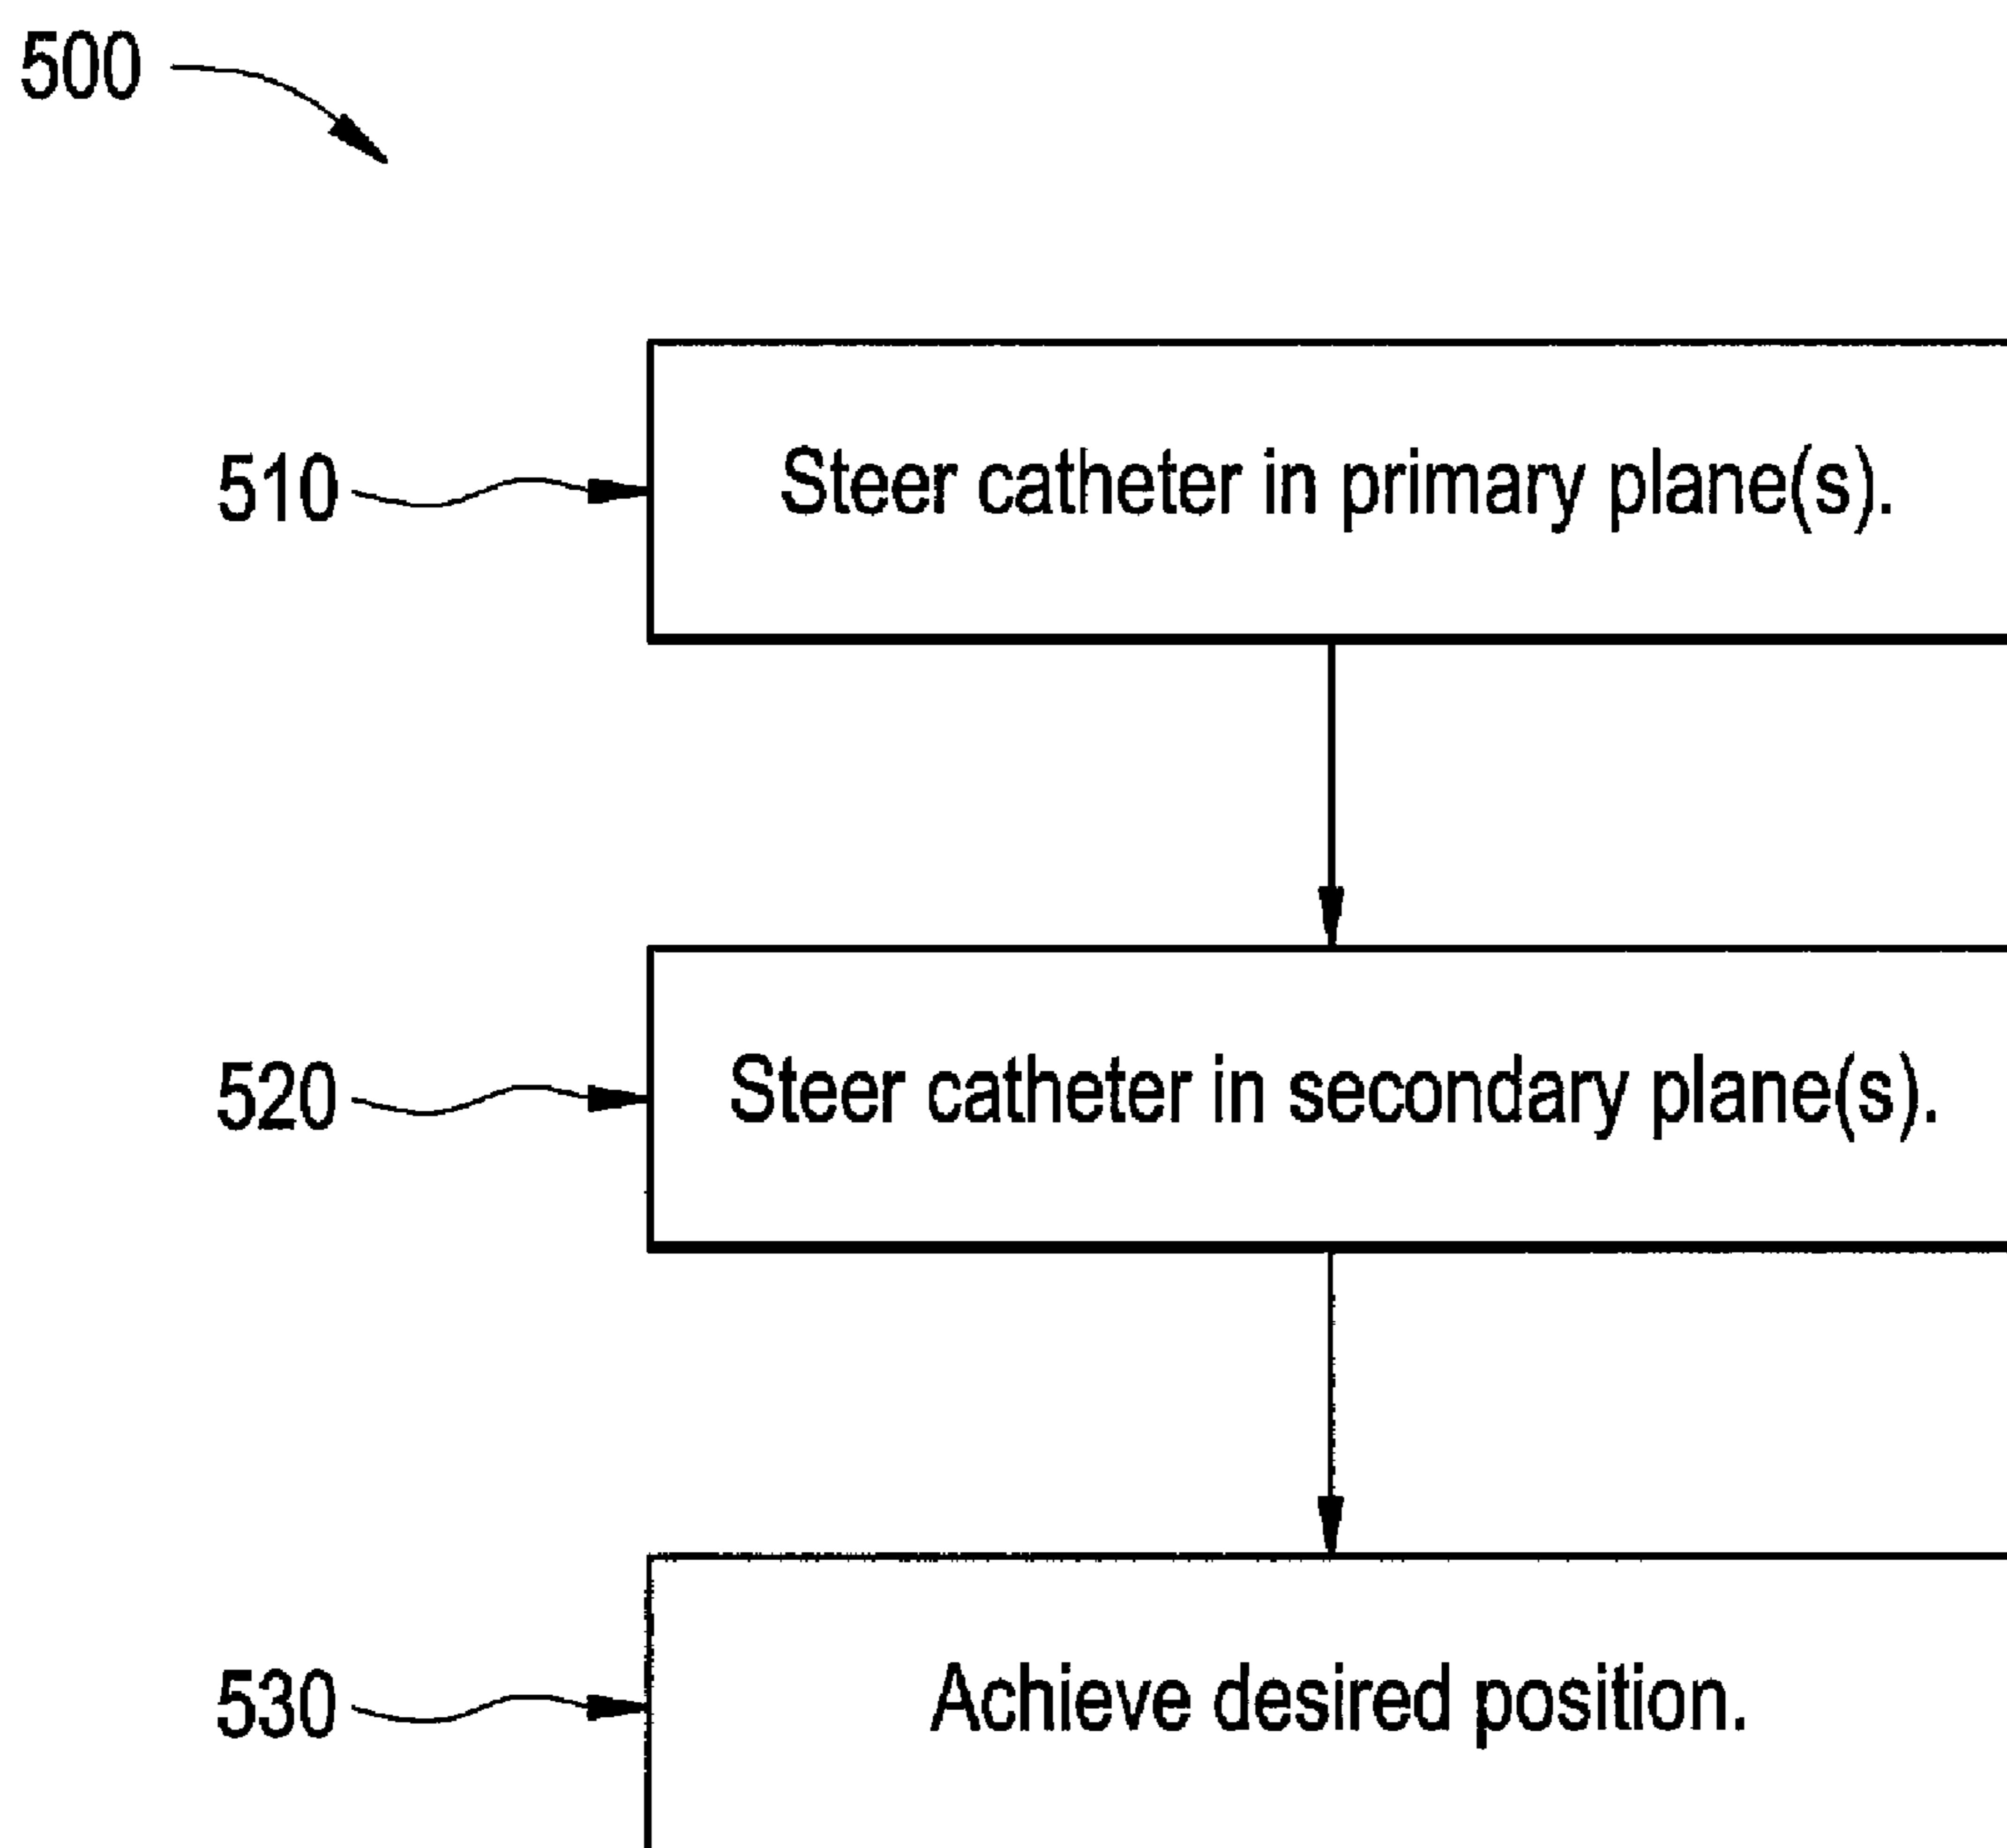 500
510 Steer catheter in primary plane(s).
520 Steer catheter in secondary plane(s).
530 Achieve desired position.